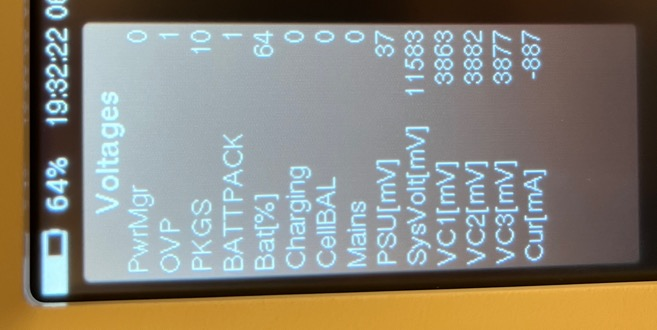 64% 19:32:22
Voltages
PwrMgr 0
OVP 1
PKGS 10
BATTPACK 1
Bat[%] 64
Charging 0
CellBAL 0
Mains 0
PSU[mV] 37
SysVolt[mV] 11583
VC1[mV] 3863
VC2[mV] 3882
VC3[mV] 3877
Cur[mA] -887